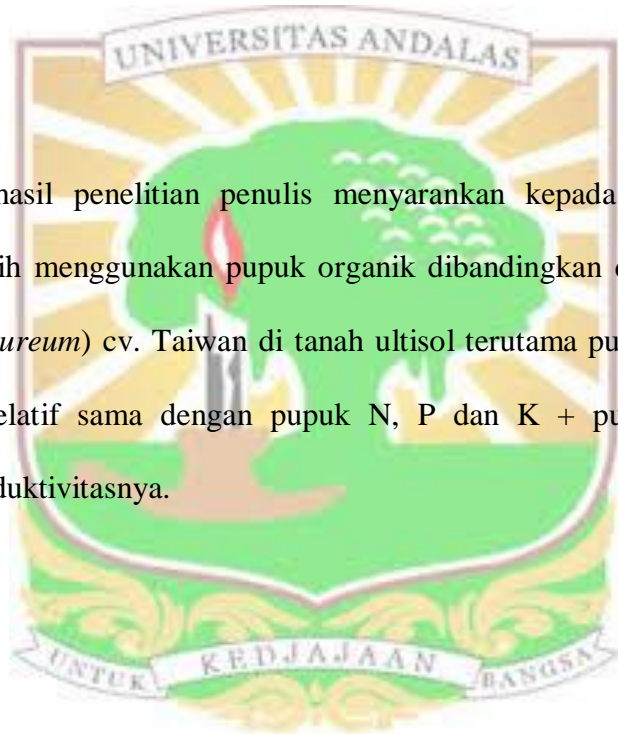 UNIVERSITAS ANDALAS
hasil penelitian penulis menyarankan kepada
ih menggunakan pupuk organik dibandingkan
ureum) cv. Taiwan di tanah ultisol terutama pu
elatif sama dengan pupuk N, P dan K + pu
duktivitasnya.
UNTUK KEDJAJAAN BANGSA